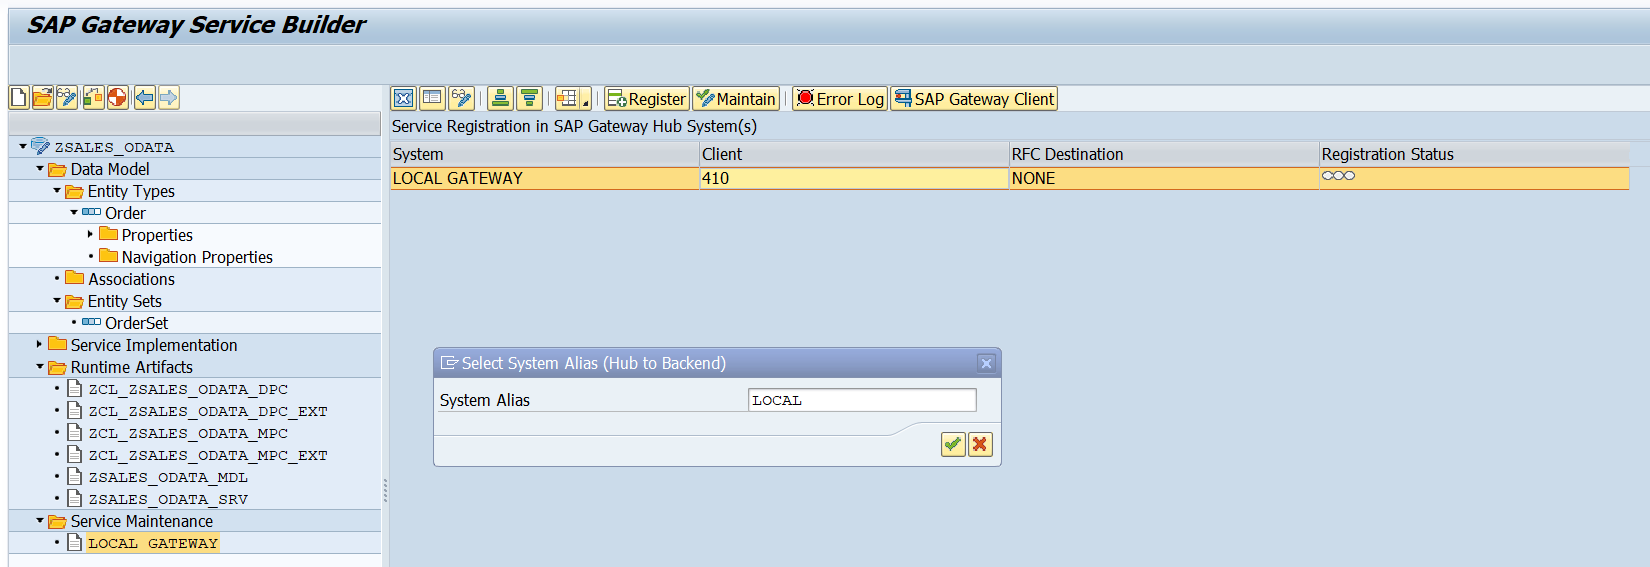 SAP Gateway Service Builder
Register Maintain Error Log SAP Gateway Client
Service Registration in SAP Gateway Hub System(s)
System Client RFC Destination Registration Status
LOCAL GATEWAY 410 NONE
ZSALES_ODATA
Data Model
Entity Types
Order
Properties
Navigation Properties
Associations
Entity Sets
OrderSet
Service Implementation
Runtime Artifacts
ZCL_ZSALES_ODATA_DPC
ZCL_ZSALES_ODATA_DPC_EXT
ZCL_ZSALES_ODATA_MPC
ZCL_ZSALES_ODATA_MPC_EXT
ZSALES_ODATA_MDL
ZSALES_ODATA_SRV
Service Maintenance
LOCAL GATEWAY
Select System Alias (Hub to Backend)
System Alias LOCAL